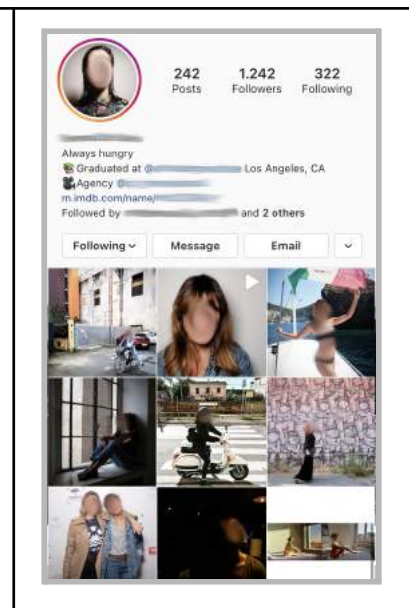 242 1.242 322
Posts Followers Following
Always hungry
Graduated at @ Los Angeles, CA
Agency @
m.imdb.com/name/
Followed by and 2 others
Following Message Email